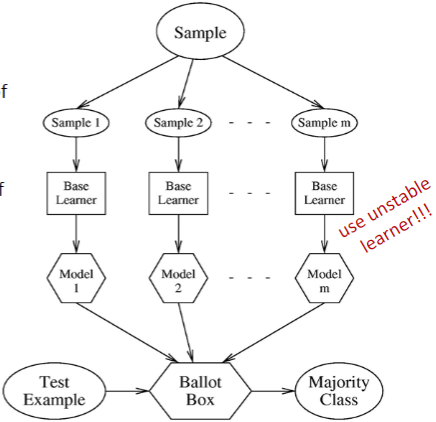 Sample
of
Sample 1
Sample 2
- - -
Sample m
Base
Learner
Base
Learner
- - -
Base
Learner
f
use unstable
learner!!!
Model
1
Model
2
- - -
Model
m
Test
Example
Ballot
Box
Majority
Class